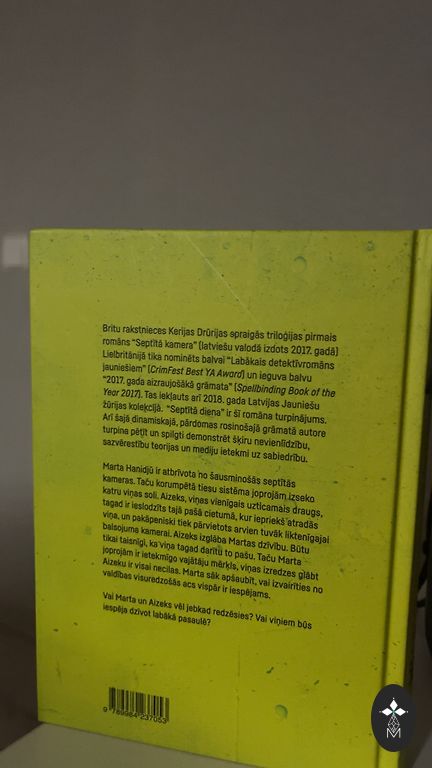 Britu rakstnieces Kerijas Drūrijas apraigās triloģijas pirmais
romāns "Septītā kamera" (latviešu valodā izdots 2017. gadā)
Lielbritānijā tika nominēts balvai "Labākais detektīvromāns
jauniešiem" (CrimFest Best YA Award) un ieguva balvu
"2017. gada aizraujošākā grāmata" (Spellbinding Book of the
Year 2017). Tas iekļauts arī 2018. gada Latvijas Jauniešu
žūrijas kolekcijā. "Septītā diena" ir šī romāna turpinājums.
Arī šajā dinamiskajā, pārdomas rosinošajā grāmatā autore
turpina pētīt un spilgti demonstrēt šķiru nevienlīdzību,
sazvērestību teorijas un mediju ietekmi uz sabiedrību.
Marta Hanidjū ir atbrīvota no šausminošās septītās
kameras. Taču korumpētā tiesu sistēma joprojām izseko
katru viņas soli. Aizeks, viņas vienīgais uzticamais draugs,
tagad ir ieslodzīts tajā pašā cietumā, kur iepriekš atradās
viņa, un pakāpeniski tiek pārvietots arvien tuvāk liktenīgajai
balsojuma kamerai. Aizeks izglāba Martas dzīvību. Būtu
tikai taisnīgi, ka viņa tagad darītu to pašu. Taču Marta
joprojām ir ietekmīgo vajātāju mērķis, viņas izredzes glābt
Aizeku ir visai necilas. Marta sāk apšaubīt, vai izvairīties no
valdības visuredzošās acs vispār ir iespējams.
Vai Marta un Aizeks vēl jebkad redzēsies? Vai viņiem būs
iespēja dzīvot labākā pasaulē?
9 789984 237053
M